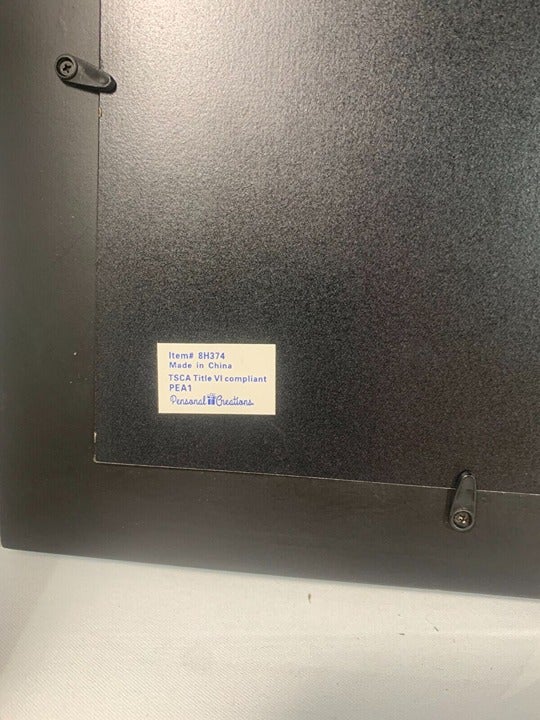 Item# 8H374
Made in China
TSCA Title VI compliant
PEA1
Personal Creations